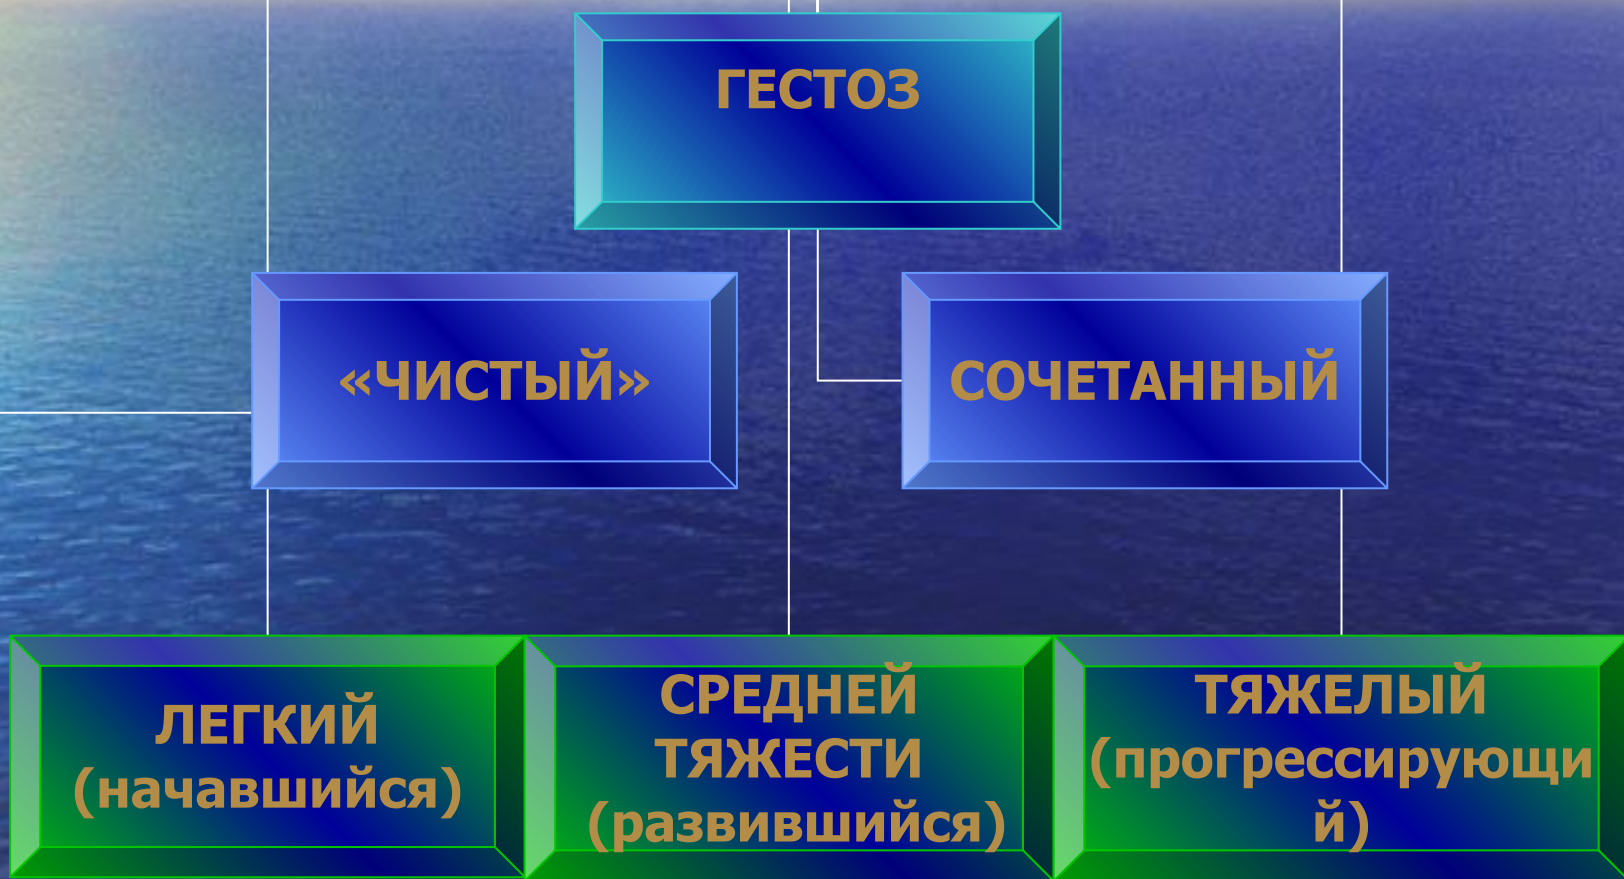 ГЕСТОЗ
«ЧИСТЫЙ»
СОЧЕТАННЫЙ
ЛЕГКИЙ
(начавшийся)
СРЕДНЕЙ
ТЯЖЕСТИ
(развившийся)
ТЯЖЕЛЫЙ
(прогрессирующи
й)